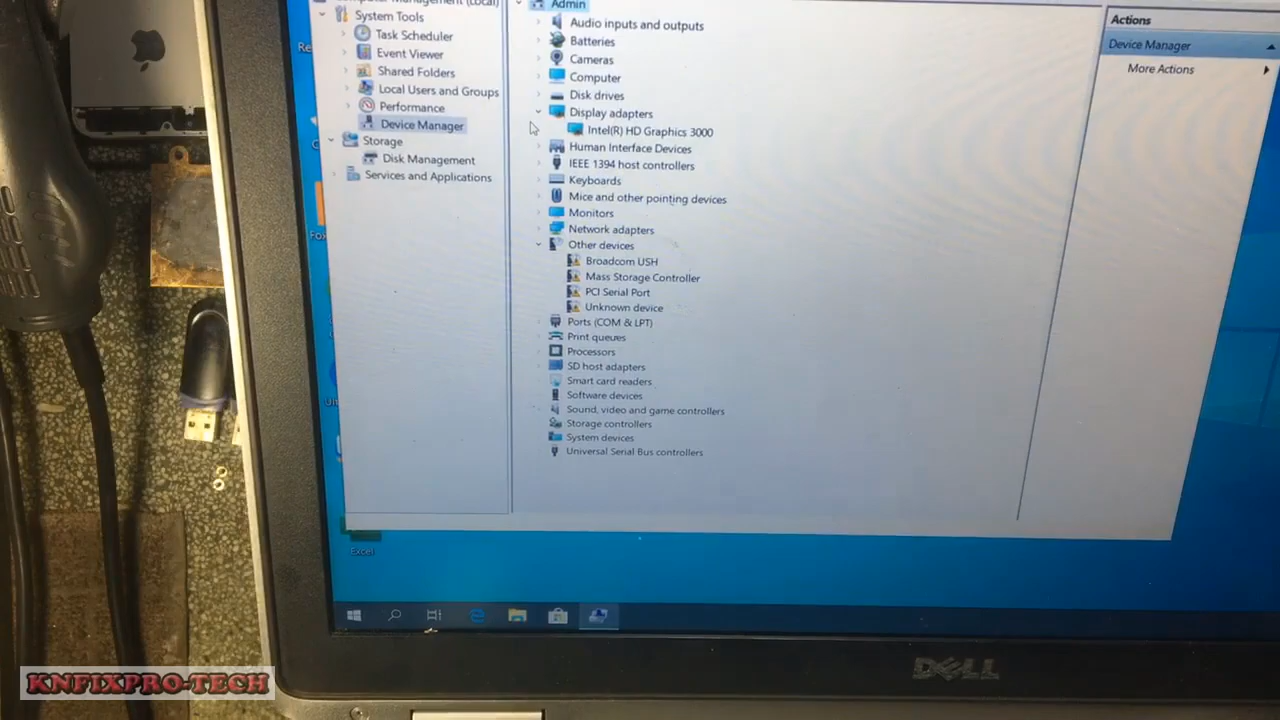 Computer Management (Local)
System Tools
Task Scheduler
Event Viewer
Shared Folders
Local Users and Groups
Performance
Device Manager
Storage
Disk Management
Services and Applications
Admin
Audio inputs and outputs
Batteries
Cameras
Computer
Disk drives
Display adapters
Intel(R) HD Graphics 3000
Human Interface Devices
IEEE 1394 host controllers
Keyboards
Mice and other pointing devices
Monitors
Network adapters
Other devices
Broadcom USH
Mass Storage Controller
PCI Serial Port
Unknown device
Ports (COM & LPT)
Print queues
Processors
SD host adapters
Smart card readers
Software devices
Sound, video and game controllers
Storage controllers
System devices
Universal Serial Bus controllers
Actions
Device Manager
More Actions
Excel
DELL
KNFIXPRO-TECH